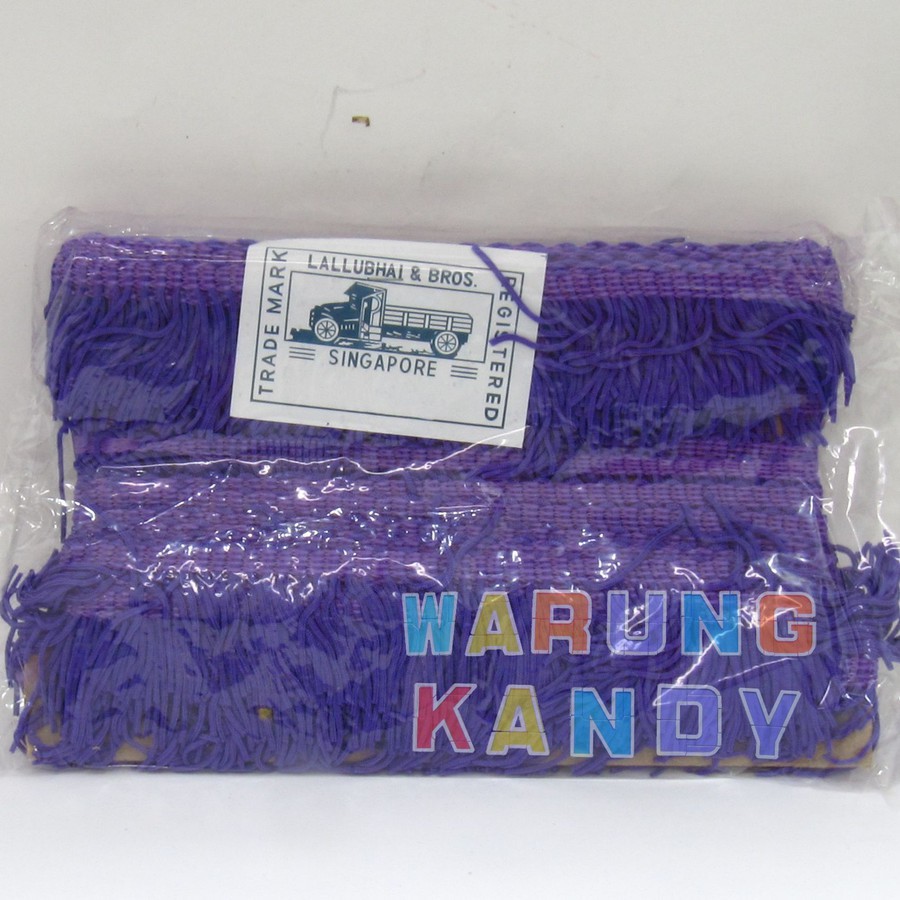 TRADE MARK
LALLUBHAI & BROS.
SINGAPORE
REGISTERED
WARUNG
KANDY